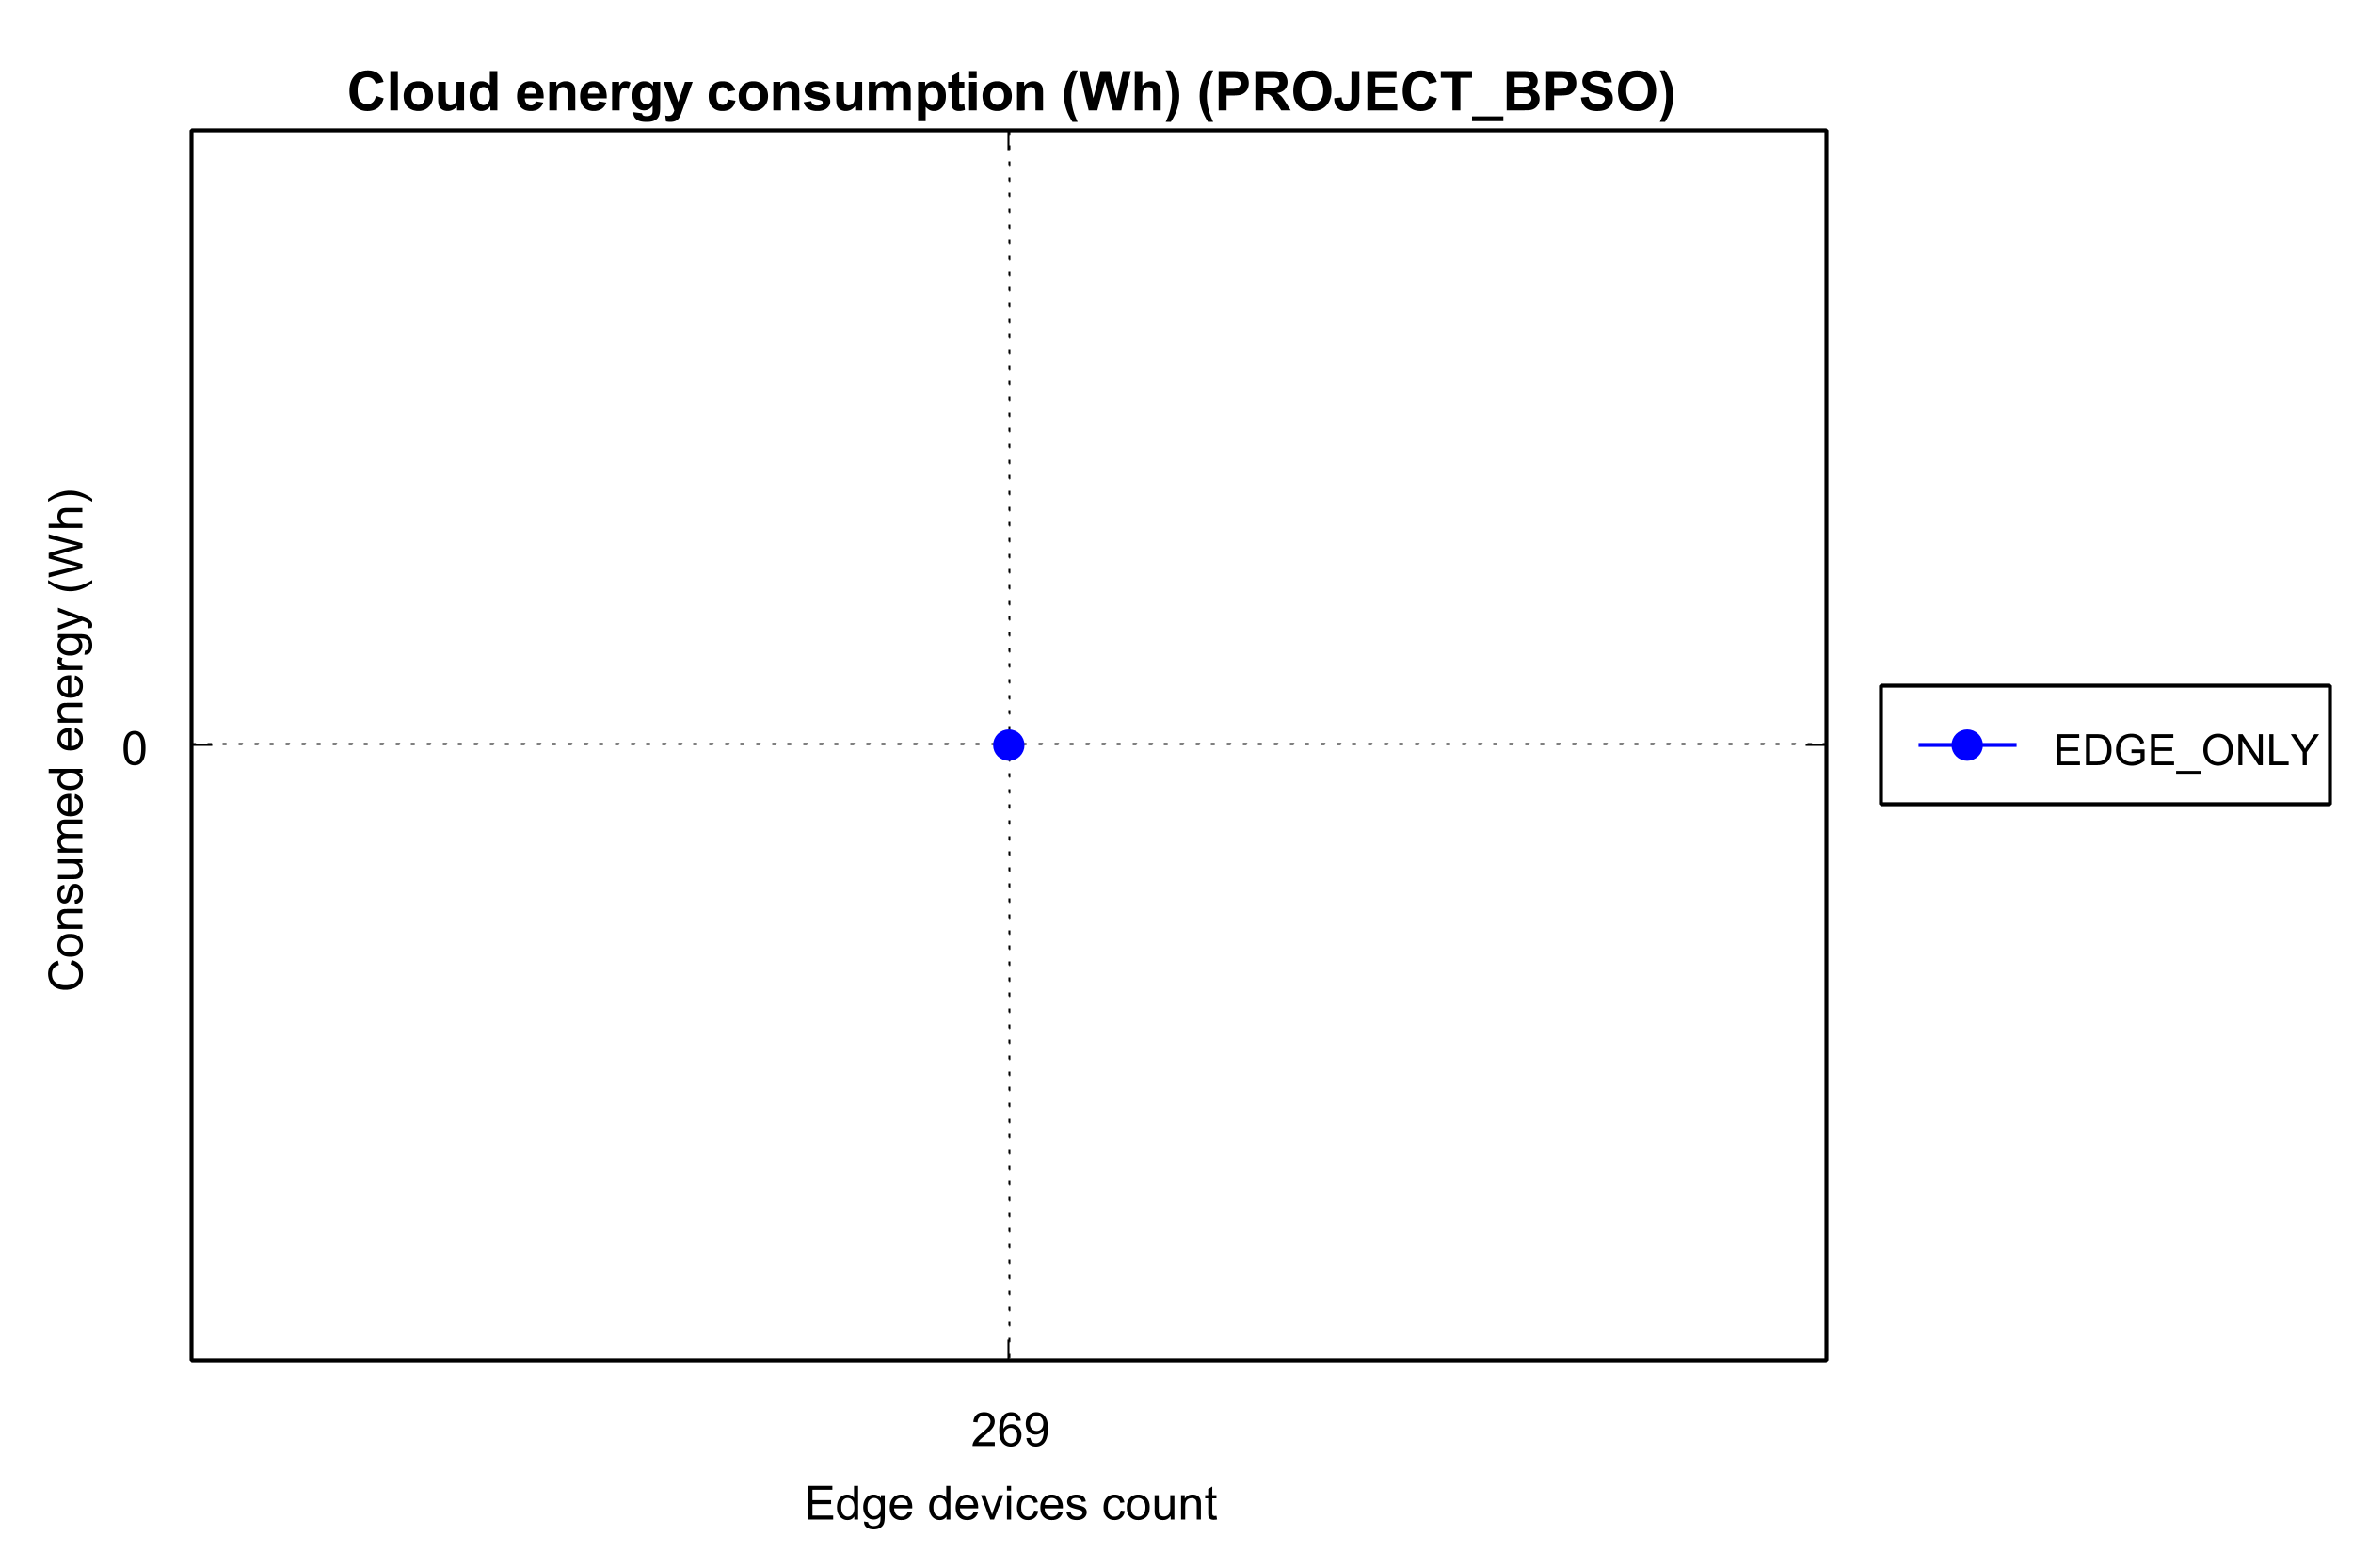 Cloud energy consumption (Wh)(PROJECT_BPSO)
Consumed energy (Wh)
0
EDGE_ONLY
269
Edge devices count